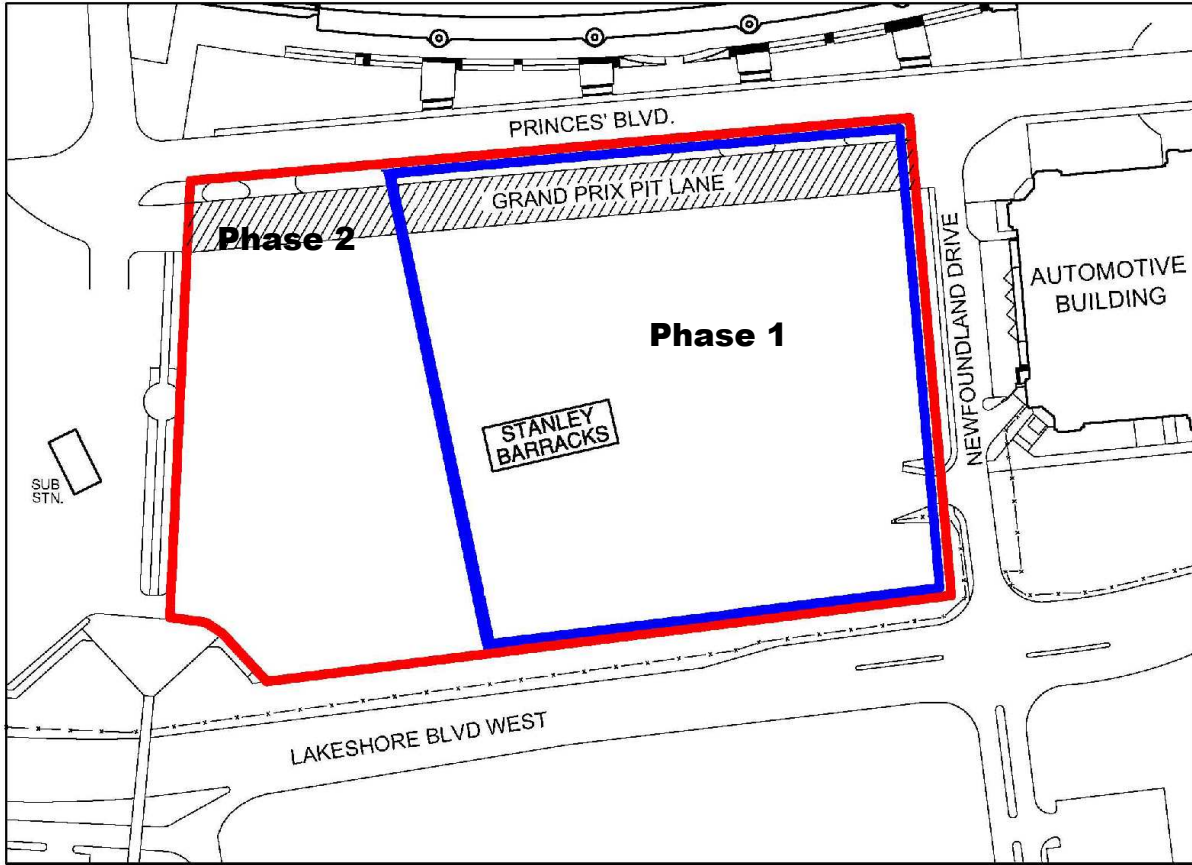 PRINCES' BLVD.
GRAND PRIX PIT LANE
Phase 2
Phase 1
NEWFOUNDLAND DRIVE
AUTOMOTIVE
BUILDING
STANLEY
BARRACKS
SUB
STN.
LAKESHORE BLVD WEST